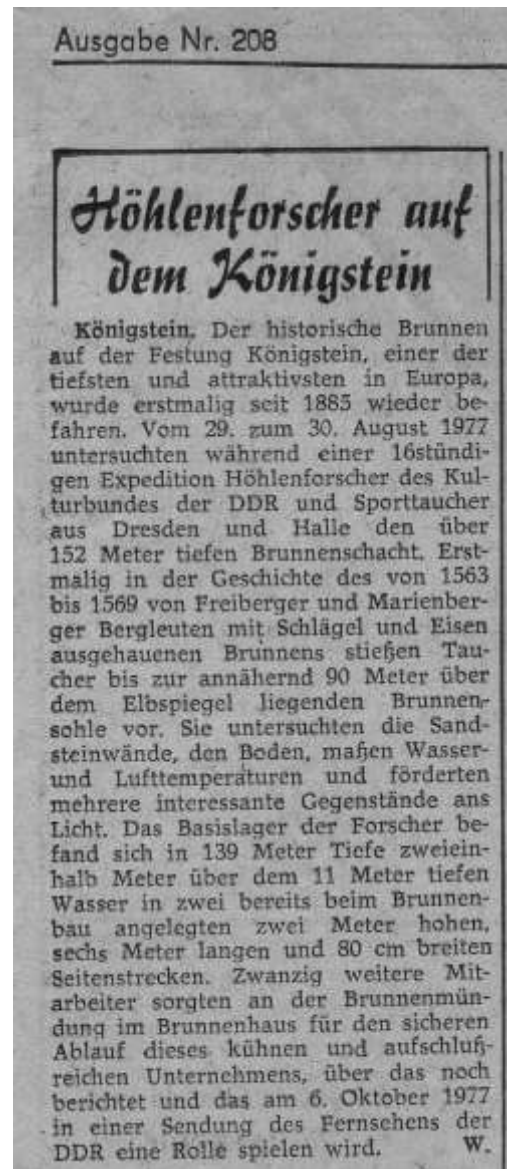 Ausgabe Nr. 208
Höhlenforscher auf
dem Königstein
Königstein. Der historische Brunnen
auf der Festung Königstein, einer der
tiefsten und attraktivsten in Europa,
wurde erstmalig seit 1885 wieder be-
fahren. Vom 29. zum 30. August 1977
untersuchten während einer 16stündi-
gen Expedition Höhlenforscher des Kul-
turbundes der DDR und Sporttaucher
aus Dresden und Halle den über
152 Meter tiefen Brunnenschacht. Erst-
malig in der Geschichte des von 1563
bis 1569 von Freiberger und Marienber-
ger Bergleuten mit Schlägel und Eisen
ausgehauenen Brunnens stießen Tau-
cher bis zur annähernd 90 Meter über
dem Elbspiegel liegenden Brunnen-
sohle vor. Sie untersuchten die Sand-
steinwände, den Boden, maßen Wasser-
und Lufttemperaturen und förderten
mehrere interessante Gegenstände ans
Licht. Das Basislager der Forscher be-
fand sich in 139 Meter Tiefe zweiein-
halb Meter über dem 11 Meter tiefen
Wasser in zwei bereits beim Brunnen-
bau angelegten zwei Meter hohen,
sechs Meter langen und 80 cm breiten
Seitenstrecken. Zwanzig weitere Mit-
arbeiter sorgten an der Brunnenmün-
dung im Brunnenhaus für den sicheren
Ablauf dieses kühnen und aufschluß-
reichen Unternehmens, über das noch
berichtet und das am 6. Oktober 1977
in einer Sendung des Fernsehens der
DDR eine Rolle spielen wird. W.